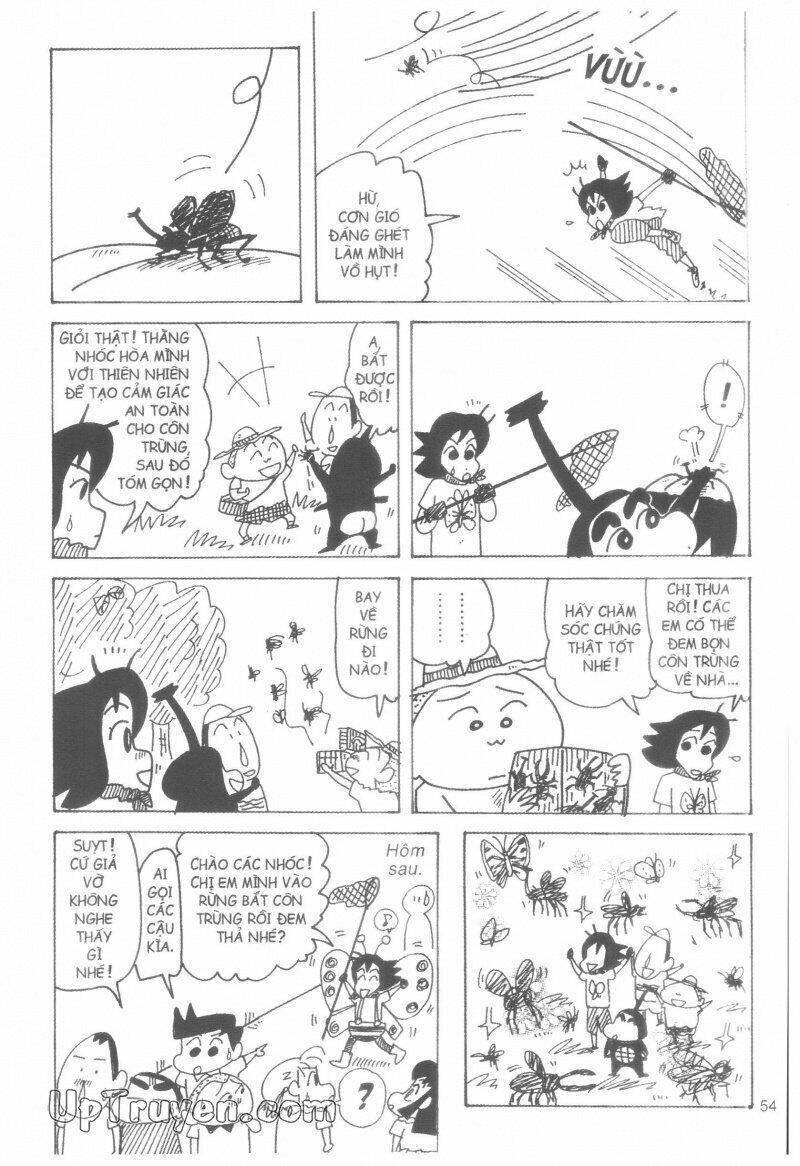 VÙÙ...
HỪ,
CƠN GIÓ
ĐÁNG GHÉT
LÀM MÌNH
VỒ HỤT!
!
A,
BẮT
ĐƯỢC
RỒI!
GIỎI THẬT! THẰNG
NHÓC HÒA MÌNH
VỚI THIÊN NHIÊN
ĐỂ TẠO CẢM GIÁC
AN TOÀN
CHO CÔN
TRÙNG,
SAU ĐÓ
TÓM GỌN!
CHỊ THUA
RỒI! CÁC
EM CÓ THỂ
ĐEM BỌN
CÔN TRÙNG
VỀ NHÀ...
HÃY CHĂM
SÓC CHÚNG
THẬT TỐT
NHÉ!
BAY
VỀ
RỪNG
ĐI
NÀO!
Hôm
sau.
CHÀO CÁC NHÓC!
CHỊ EM MÌNH VÀO
RỪNG BẮT CÔN
TRÙNG RỒI ĐEM
THẢ NHÉ?
AI
GỌI
CÁC
CẬU
KÌA.
SUYT!
CỨ GIẢ
VỜ
KHÔNG
NGHE
THẤY
GÌ
NHÉ!
?
UpTruyen.com
54